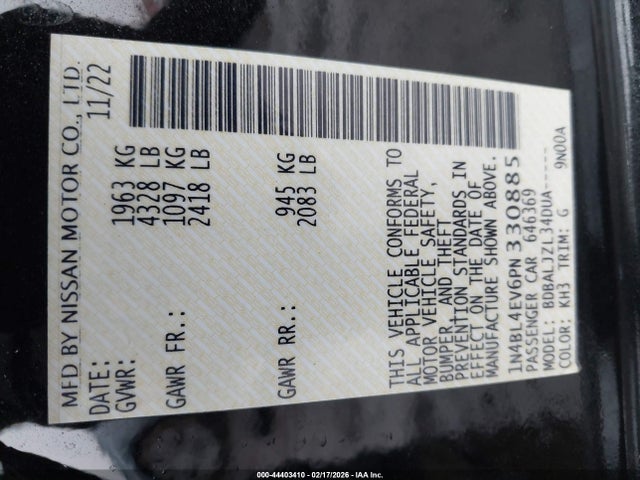 MFD BY NISSAN MOTOR CO., LTD.
DATE: 11/22
GVWR: 1963 KG
4328 LB
GAWR FR.: 1097 KG
2418 LB
GAWR RR.: 945 KG
2083 LB
THIS VEHICLE CONFORMS TO
ALL APPLICABLE FEDERAL
MOTOR VEHICLE SAFETY,
BUMPER, AND THEFT
PREVENTION STANDARDS IN
EFFECT ON THE DATE OF
MANUFACTURE SHOWN ABOVE.
1N4BL4EV6PN330885
PASSENGER CAR 646369
MODEL: BDBALJZL34DUA-----
COLOR: KH3 TRIM: G 9N00A
000-44403410 - 02/17/2026 - IAA Inc.